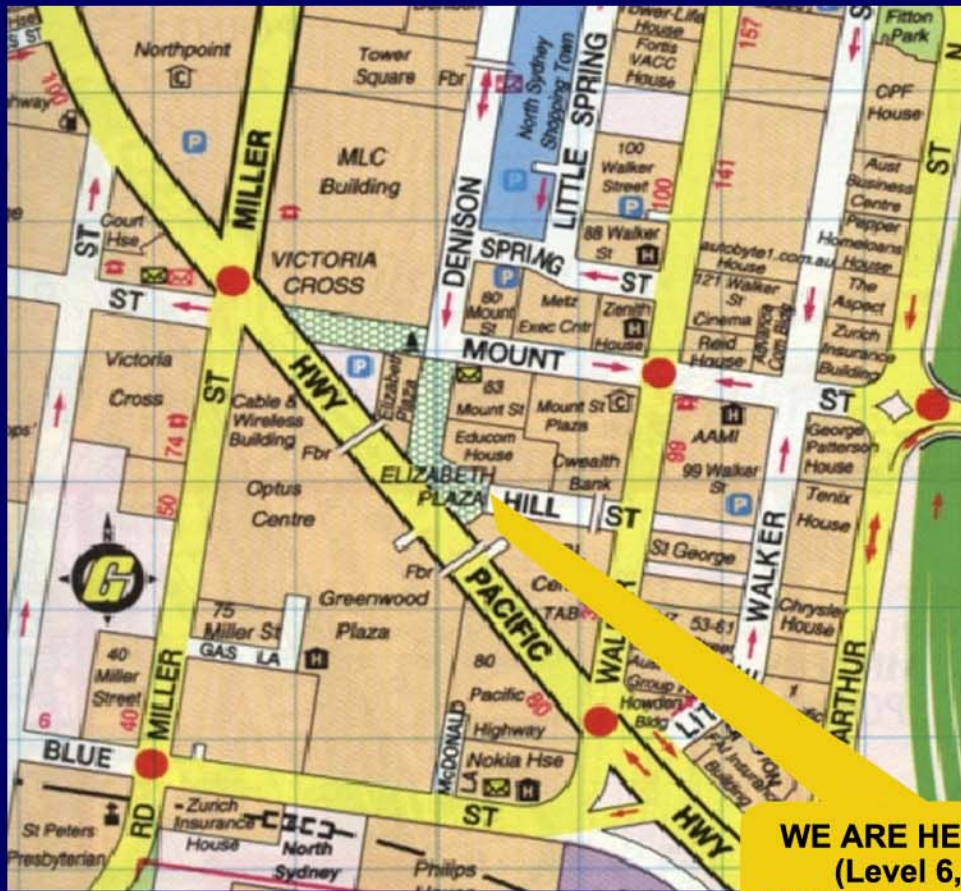 Fitton
Park
Northpoint
Tower
Square
Fbr
North Sydney
Shopping Town
LITTLE SPRING
House
Fortis
VACC
House
157
CPF
House
100
MILLER
MLC
Building
DENISON
100
Walker
Street
100
141
ST
Aust
Business
Centre
Pepper
Homeloans
House
Court
Hse
ST
VICTORIA
CROSS
SPRING
ST
88 Walker
St
autobyte1.com.au
House
121 Walker
St
Cinema
Reid
House
The
Aspect
Zurich
Insurance
Building
ST
80
Mount
St
Metz
Exec Cntr
Zenith
House
MOUNT
ST
Victoria
Cross
ST
HWY
Elizabeth
Plaza
83
Mount St
Mount St
Plaza
AAMI
99
99 Walker
St
George
Patterson
House
74
Cable &
Wireless
Building
Fbr
Educom
House
Cwealth
Bank
ELIZABETH
PLAZA
HILL
ST
Tenix
House
50
Optus
Centre
G
N
St George
WALKER
Fbr
PACIFIC
TAB
53-61
Chrysler
House
Greenwood
Plaza
75
Miller St
GAS LA
40
Miller
Street
40
MILLER
80
Pacific
Highway
80
McDONALD
LA
Howden
Bldg
ARTHUR
6
BLUE
ST
Nokia Hse
HWY
St Peters
Presbyterian
RD
Zurich
Insurance
House
North
Sydney
Philips
WE ARE HE
(Level 6,